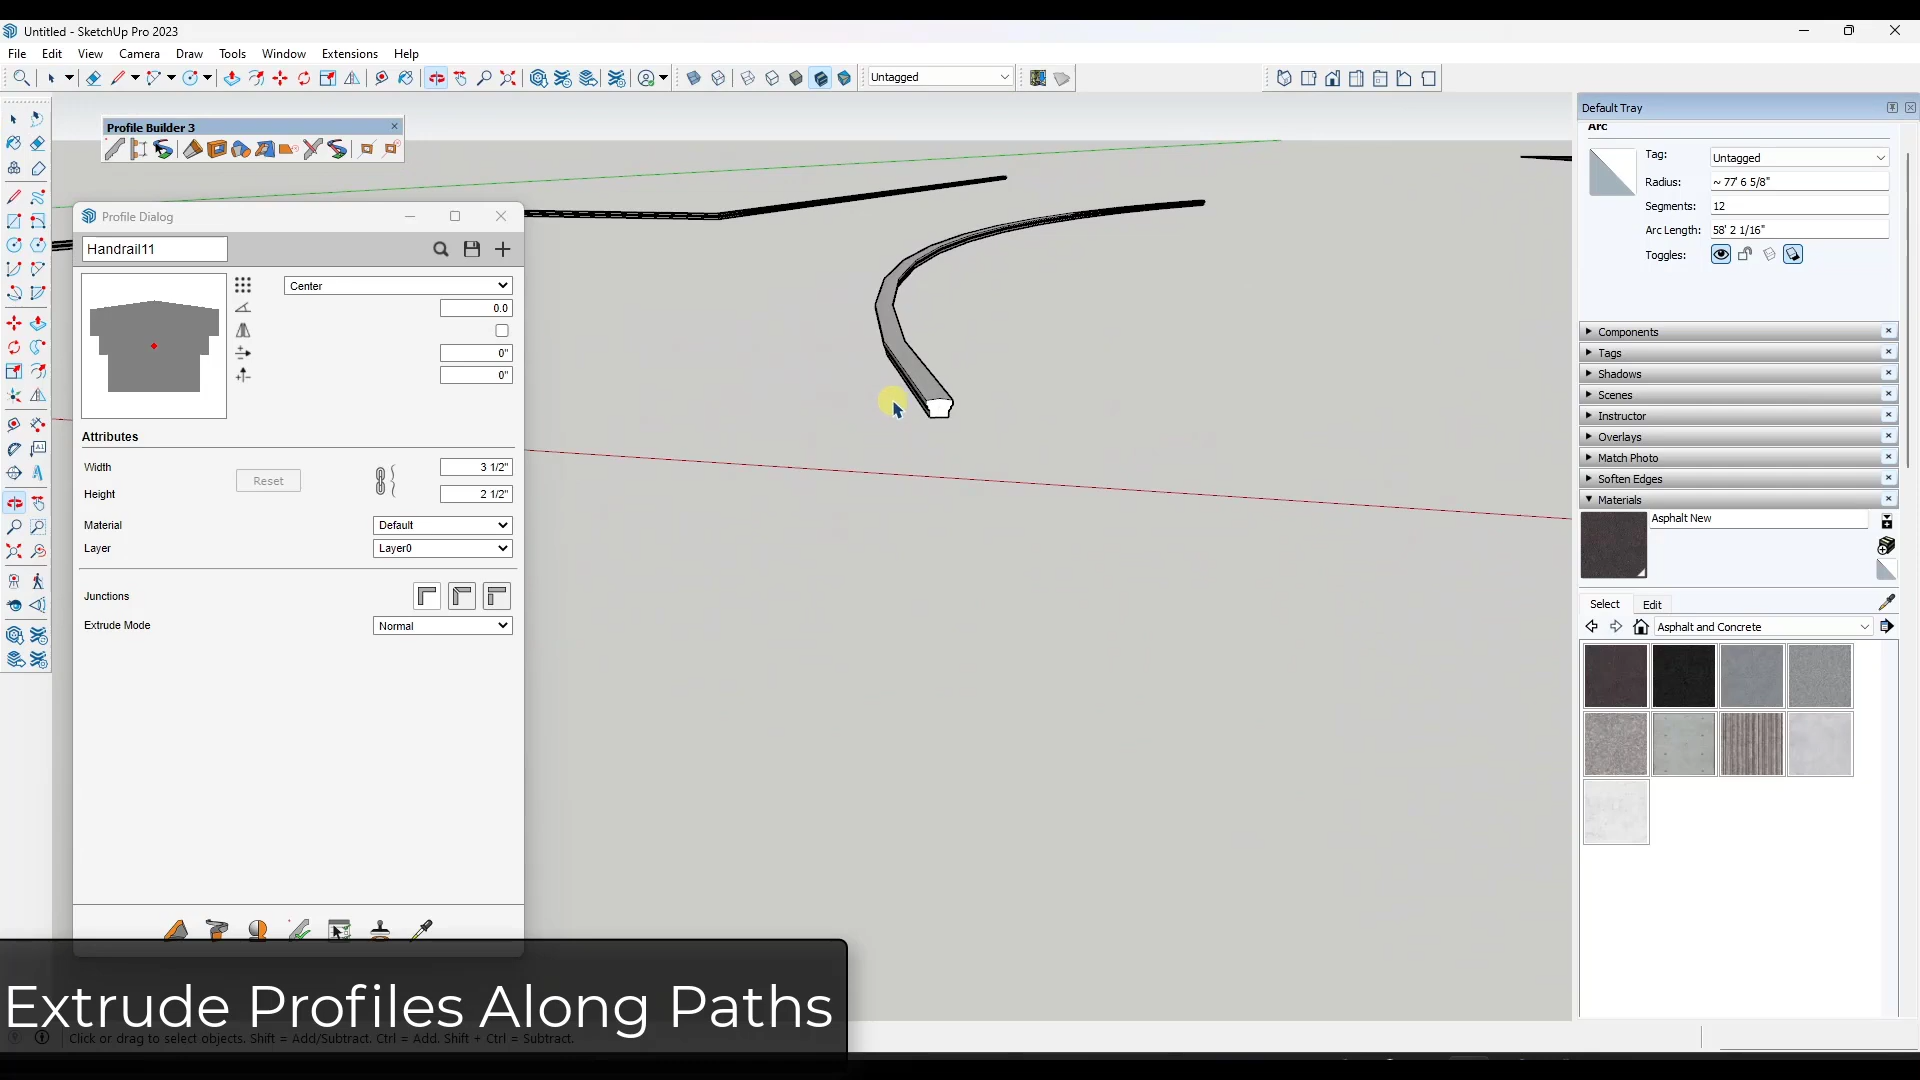 Untitled - SketchUp Pro 2023
File Edit View Camera Draw Tools Window Extensions Help
Untagged
Profile Builder 3
Profile Dialog
Handrail11
Center
0.0
0"
0"
Attributes
Width
3 1/2"
Reset
Height
2 1/2"
Material
Default
Layer
Layer0
Junctions
Extrude Mode
Normal
Extrude Profiles Along Paths
Click or drag to select objects. Shift = Add/Subtract. Ctrl = Add. Shift + Ctrl = Subtract.
Default Tray
Arc
Tag: Untagged
Radius: ~ 77' 6 5/8"
Segments: 12
Arc Length: 58' 2 1/16"
Toggles:
Components
Tags
Shadows
Scenes
Instructor
Overlays
Match Photo
Soften Edges
Materials
Asphalt New
Select Edit
Asphalt and Concrete